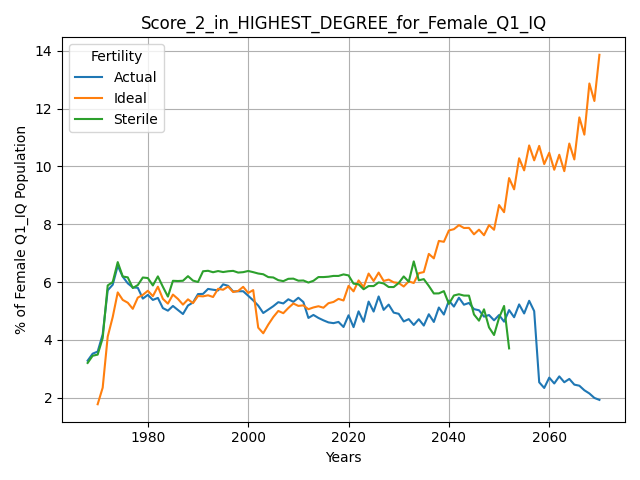 Score_2_in_HIGHEST_DEGREE_for_Female_Q1_IQ
Fertility
Actual
Ideal
Sterile
% of Female Q1_IQ Population
14
12
10
8
6
4
2
1980
2000
2020
2040
2060
Years